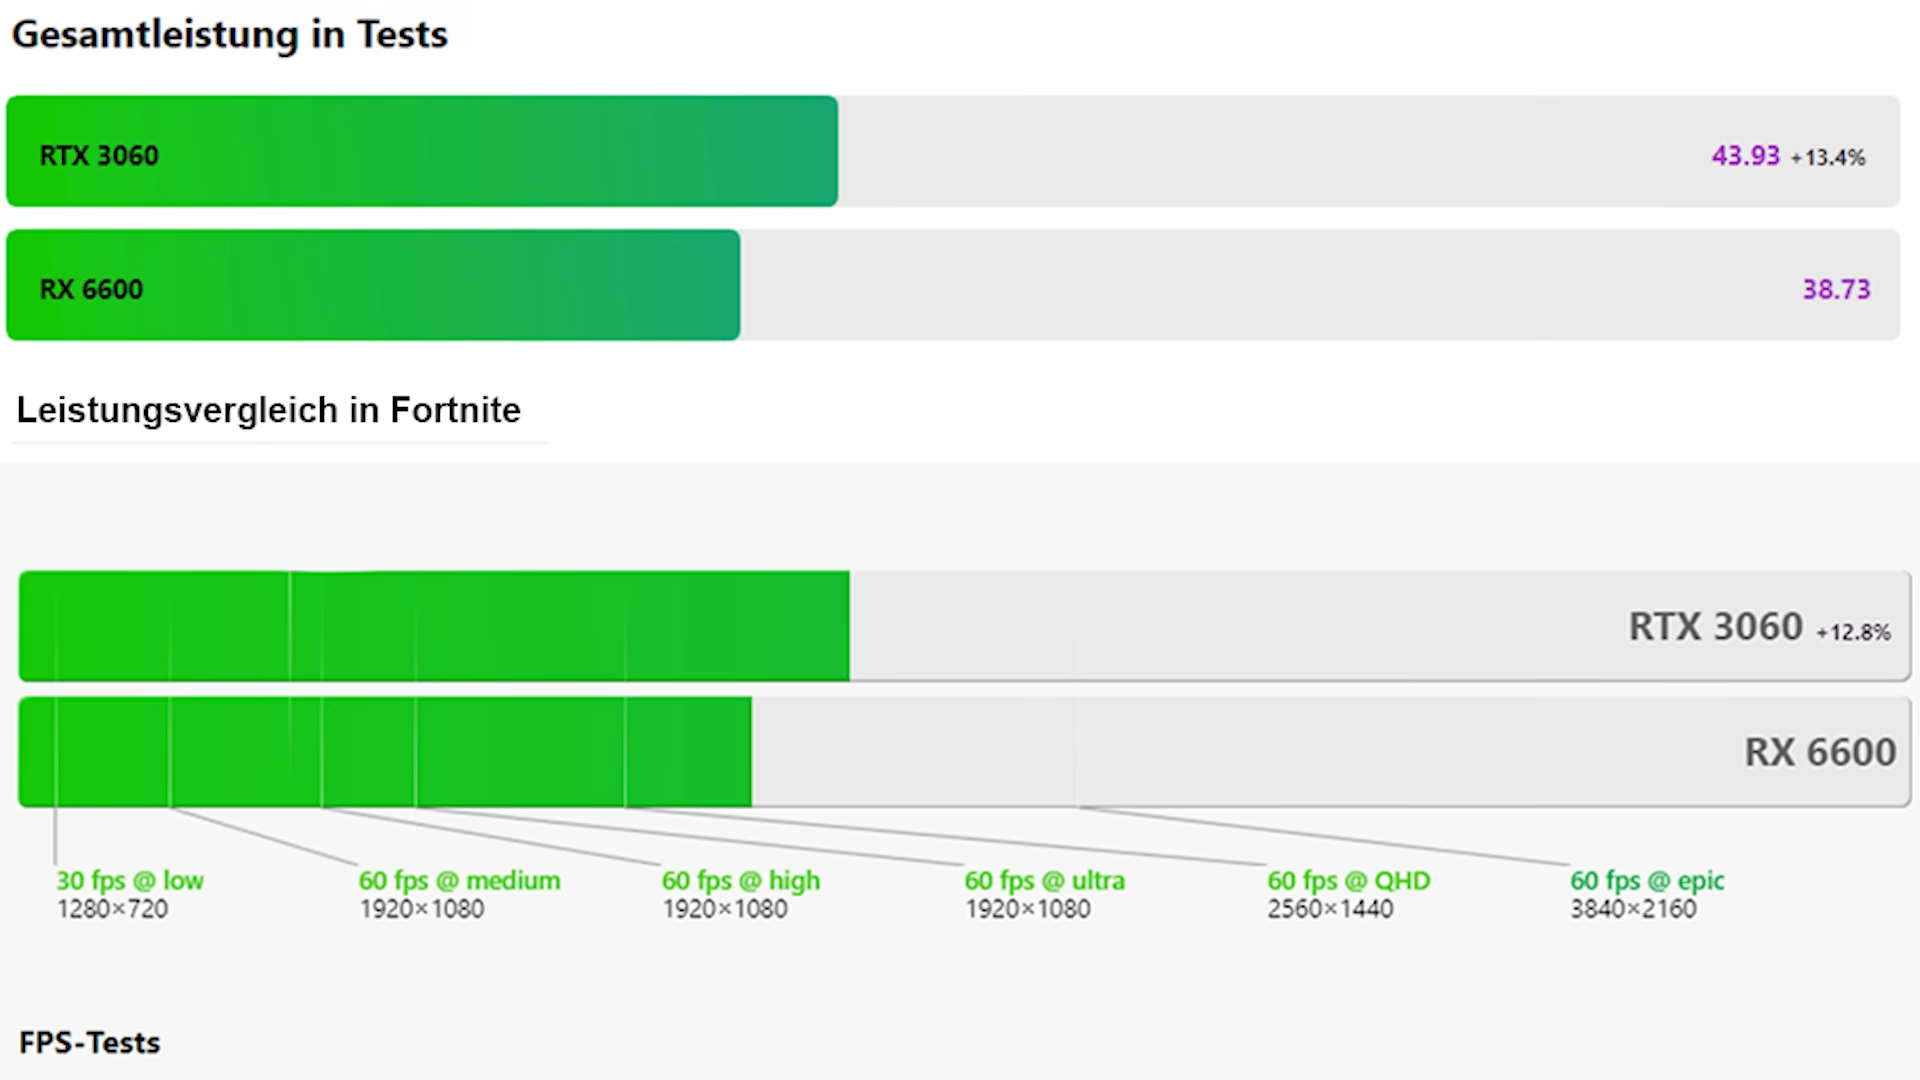 Gesamtleistung in Tests
RTX 3060 43.93 +13.4%
RX 6600 38.73
Leistungsvergleich in Fortnite
RTX 3060 +12.8%
RX 6600
30 fps @ low 60 fps @ medium 60 fps @ high 60 fps @ ultra 60 fps @ QHD 60 fps @ epic
1280×720 1920×1080 1920×1080 1920×1080 2560×1440 3840×2160
FPS-Tests